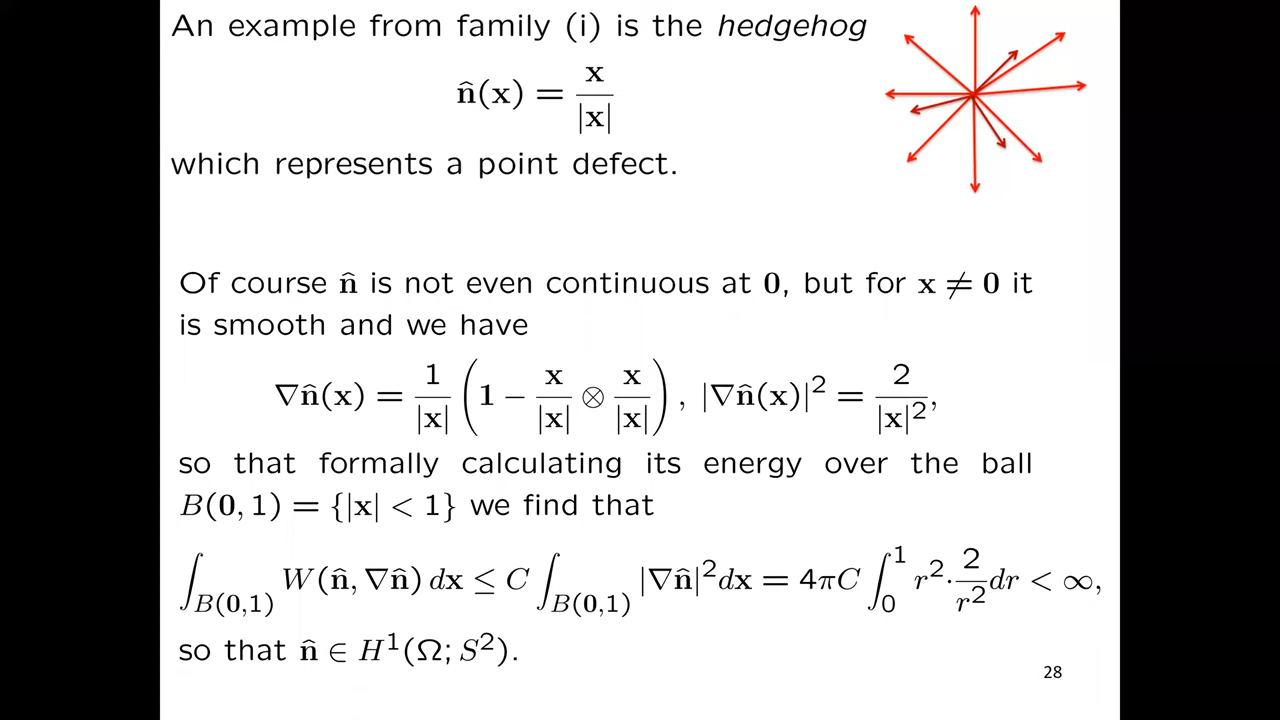 An example from family (i) is the hedgehog
n̂(x) = x/|x|
which represents a point defect.
Of course n̂ is not even continuous at 0, but for x ≠ 0 it
is smooth and we have
∇n̂(x) = 1/|x| (1 − x/|x| ⊗ x/|x|), |∇n̂(x)|² = 2/|x|²,
so that formally calculating its energy over the ball
B(0, 1) = {|x| < 1} we find that
∫_{B(0,1)} W(n̂, ∇n̂) dx ≤ C ∫_{B(0,1)} |∇n̂|² dx = 4πC ∫₀¹ r² · 2/r² dr < ∞,
so that n̂ ∈ H¹(Ω; S²).
28